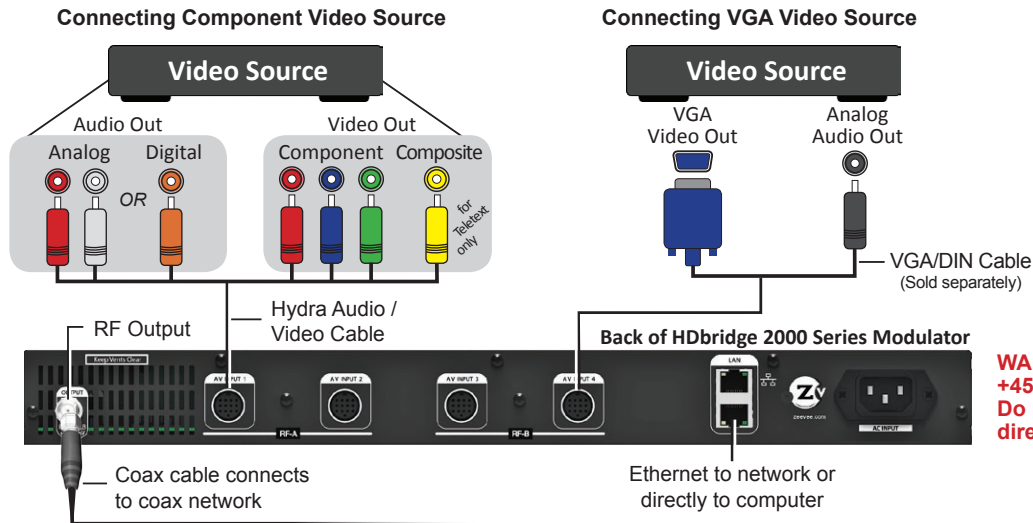 Connecting Component Video Source
Connecting VGA Video Source
Video Source
Video Source
Audio Out
Video Out
Analog
Digital
Component
Composite
OR
for
Teletext
only
VGA
Video Out
Analog
Audio Out
VGA/DIN Cable
(Sold separately)
Hydra Audio /
Video Cable
RF Output
Back of HDbridge 2000 Series Modulator
Keep Vents Clear
OUTPUT
AV INPUT 1
AV INPUT 2
AV INPUT 3
AV INPUT 4
RF-A
RF-B
LAN
Zv
zeevee.com
AC INPUT
WA
+45
Do
dire
Coax cable connects
to coax network
Ethernet to network or
directly to computer